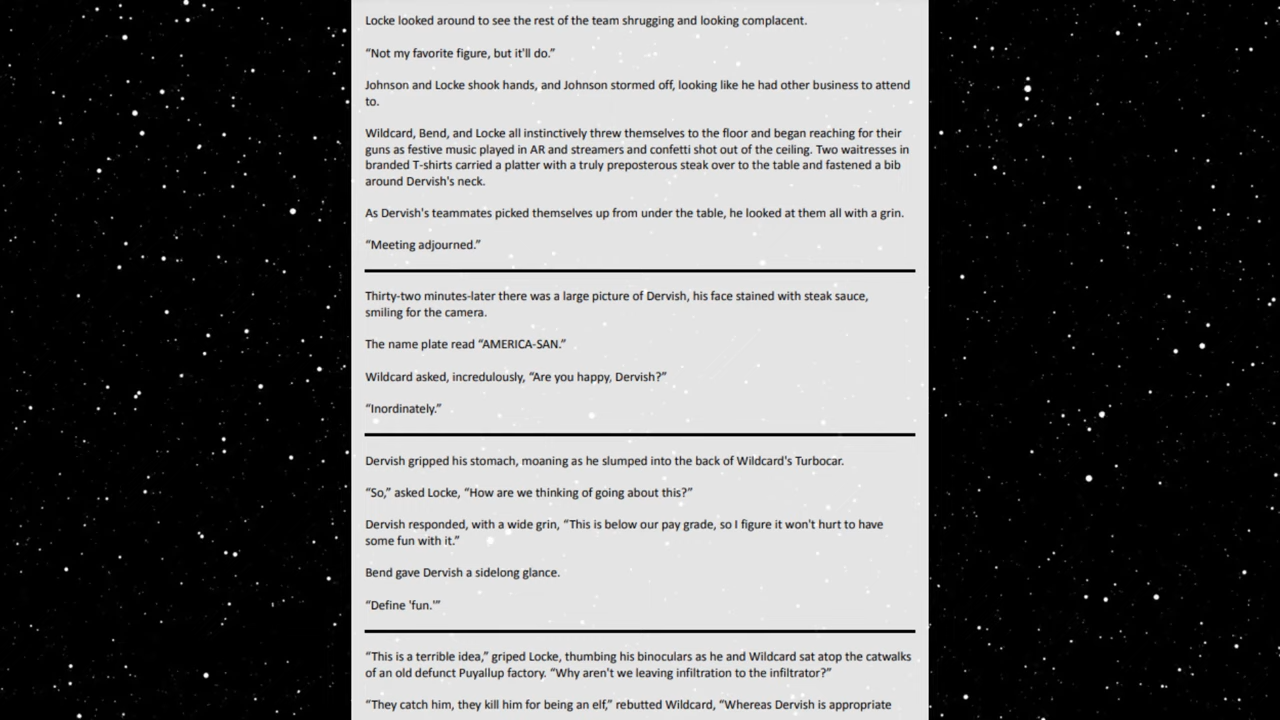 Locke looked around to see the rest of the team shrugging and looking complacent.
“Not my favorite figure, but it'll do.”
Johnson and Locke shook hands, and Johnson stormed off, looking like he had other business to attend
to.
Wildcard, Bend, and Locke all instinctively threw themselves to the floor and began reaching for their
guns as festive music played in AR and streamers and confetti shot out of the ceiling. Two waitresses in
branded T-shirts carried a platter with a truly preposterous steak over to the table and fastened a bib
around Dervish's neck.
As Dervish's teammates picked themselves up from under the table, he looked at them all with a grin.
“Meeting adjourned.”
Thirty-two minutes-later there was a large picture of Dervish, his face stained with steak sauce,
smiling for the camera.
The name plate read “AMERICA-SAN.”
Wildcard asked, incredulously, “Are you happy, Dervish?”
“Inordinately.”
Dervish gripped his stomach, moaning as he slumped into the back of Wildcard's Turbocar.
“So,” asked Locke, “How are we thinking of going about this?”
Dervish responded, with a wide grin, “This is below our pay grade, so I figure it won't hurt to have
some fun with it.”
Bend gave Dervish a sidelong glance.
“Define 'fun.'”
“This is a terrible idea,” griped Locke, thumbing his binoculars as he and Wildcard sat atop the catwalks
of an old defunct Puyallup factory. “Why aren't we leaving infiltration to the infiltrator?”
“They catch him, they kill him for being an elf,” rebutted Wildcard, “Whereas Dervish is appropriate